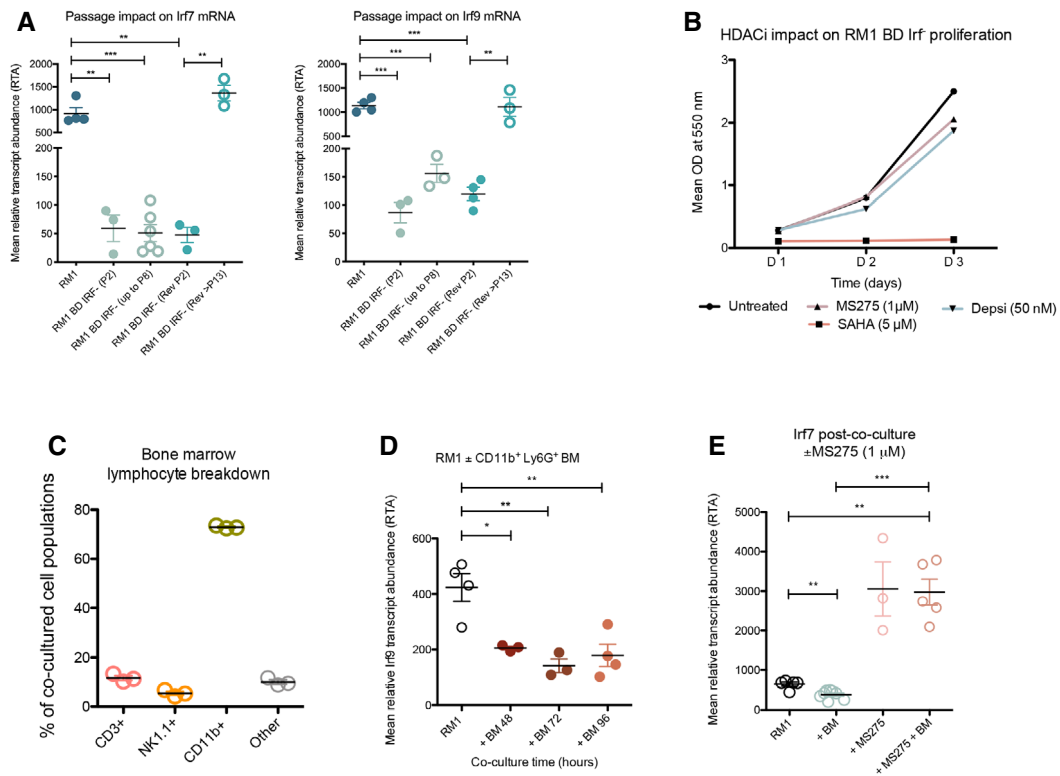 A
Passage impact on Irf7 mRNA
**
***
**
**
Mean relative transcript abundance (RTA)
2000
1500
1000
500
200
150
100
50
0
RM1
RM1 BD IRF- (P2)
RM1 BD IRF- (up to P8)
RM1 BD IRF- (Rev P2)
RM1 BD IRF- (Rev >P13)
Passage impact on Irf9 mRNA
***
***
**
***
Mean relative transcript abundance (RTA)
2000
1500
1000
500
200
150
100
50
0
RM1
RM1 BD IRF- (P2)
RM1 BD IRF- (up to P8)
RM1 BD IRF- (Rev P2)
RM1 BD IRF- (Rev >P13)
B
HDACi impact on RM1 BD Irf- proliferation
Mean OD at 550 nm
3
2
1
0
D 1
D 2
D 3
Time (days)
Untreated
MS275 (1µM)
Depsi (50 nM)
SAHA (5 µM)
C
Bone marrow
lymphocyte breakdown
% of co-cultured cell populations
80
60
40
20
0
CD3+
NK1.1+
CD11b+
Other
D
RM1 ± CD11b+ Ly6G+ BM
**
**
*
Mean relative Irf9 transcript abundance (RTA)
600
400
200
0
RM1
+ BM 48
+ BM 72
+ BM 96
Co-culture time (hours)
E
Irf7 post-co-culture
±MS275 (1 µM)
***
**
**
Mean relative transcript abundance (RTA)
5000
4000
3000
2000
1000
0
RM1
+ BM
+ MS275
+ MS275 + BM